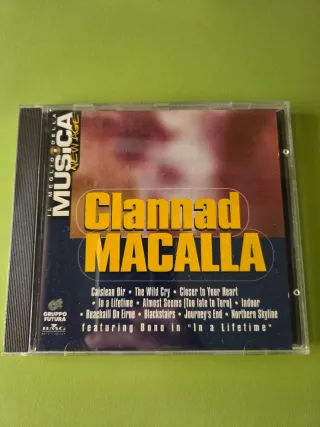 IL MEGLIO DELLA
MUSICA
NEW AGE
Clannad
MACALLA
Caislean Oir • The Wild Cry • Closer to Your Heart
• In a Lifetime • Almost Seems (Too late to Turn) • Indoor
• Buachaill On Eirne • Blackstairs • Journey's End • Northern Skyline
featuring Bono in "In a Lifetime"
GRUPPO
FUTURA
BMG